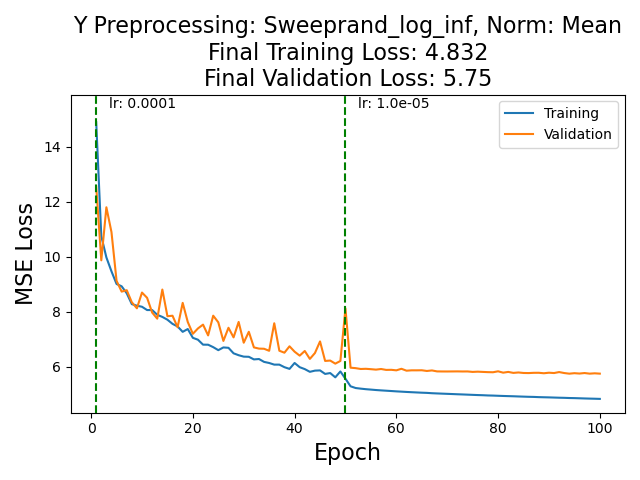 Y Preprocessing: Sweeprand_log_inf, Norm: Mean
Final Training Loss: 4.832
Final Validation Loss: 5.75
lr: 0.0001
lr: 1.0e-05
Training
Validation
14
12
10
8
6
MSE Loss
0
20
40
60
80
100
Epoch